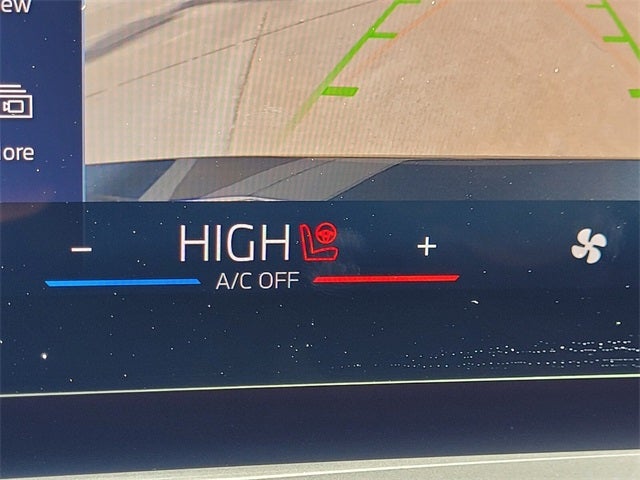 ew
ore
− HIGH +
A/C OFF